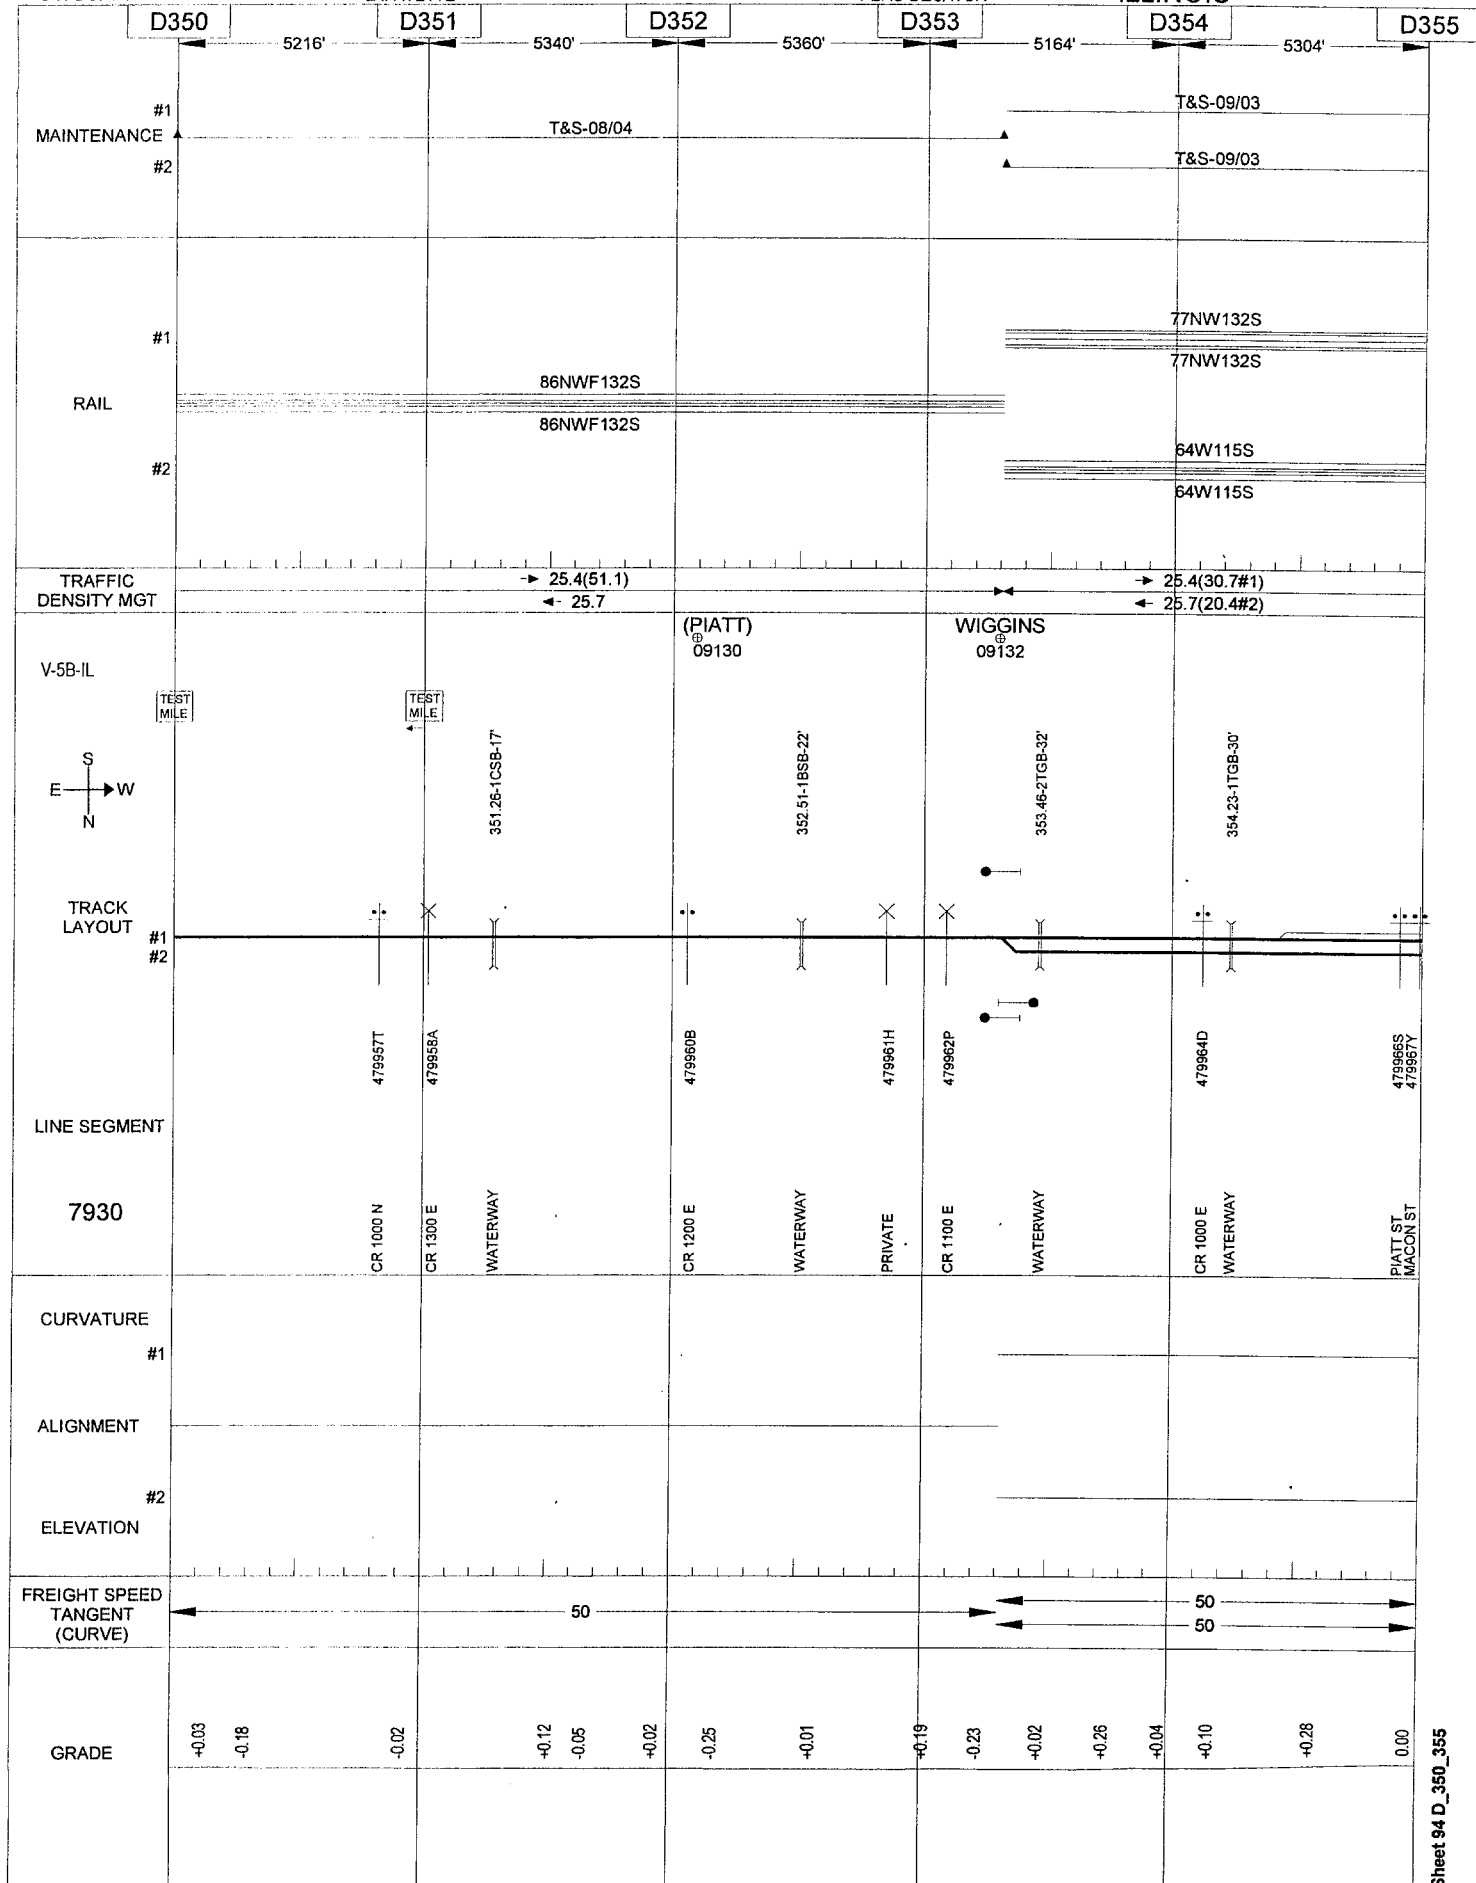 ILLINOIS
D350 D351 D352 D353 D354 D355
5216' 5340' 5360' 5164' 5304'
#1 T&S-09/03
MAINTENANCE T&S-08/04
#2 T&S-09/03
77NW132S
#1
77NW132S
86NWF132S
RAIL
86NWF132S
64W115S
#2
64W115S
TRAFFIC DENSITY MGT
25.4(51.1) 25.4(30.7#1)
25.7 25.7(20.4#2)
(PIATT) WIGGINS
09130 09132
V-5B-IL
TEST MILE TEST MILE
S
E W
N
351.26-1CSB-17' 352.51-1BSB-22' 353.46-2TGB-32' 354.23-1TGB-30'
TRACK
LAYOUT
#1
#2
479957T 479958A 479960B 479961H 479962P 479964D 479966S 479967Y
LINE SEGMENT
7930
CR 1000 N CR 1300 E WATERWAY CR 1200 E WATERWAY PRIVATE CR 1100 E WATERWAY CR 1000 E WATERWAY PIATT ST MACON ST
CURVATURE
#1
ALIGNMENT
#2
ELEVATION
FREIGHT SPEED
TANGENT
(CURVE)
50 50
50
GRADE
+0.03 -0.18 -0.02 +0.12 -0.05 +0.02 -0.25 +0.01 +0.19 -0.23 +0.02 +0.26 +0.04 +0.10 +0.28 0.00
Sheet 94 D_350_355